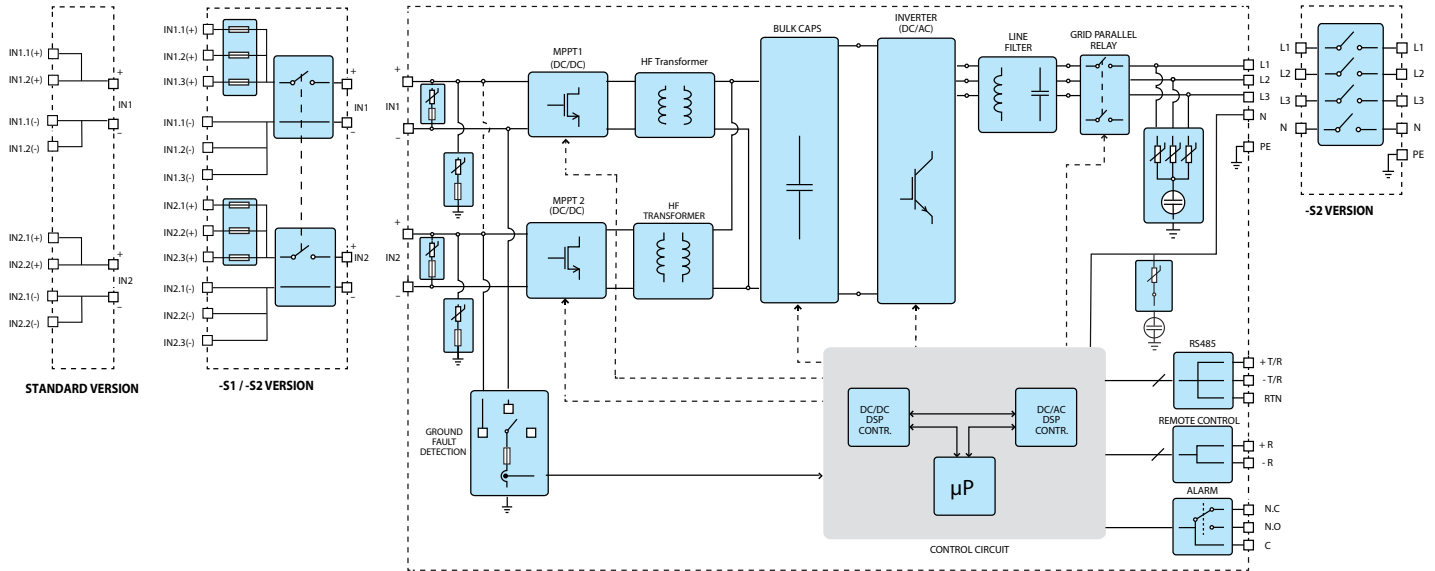 IN1.1(+)
IN1.2(+)
+
IN1
IN1.1(-)
–
IN1.2(-)
IN2.1(+)
IN2.2(+)
+
IN2
IN2.1(-)
–
IN2.2(-)
STANDARD VERSION
IN1.1(+)
IN1.2(+)
IN1.3(+)
+
IN1
IN1.1(-)
–
IN1.2(-)
IN1.3(-)
IN2.1(+)
IN2.2(+)
IN2.3(+)
+
IN2
IN2.1(-)
–
IN2.2(-)
IN2.3(-)
-S1 / -S2 VERSION
+
IN1
–
+
IN2
–
MPPT1
(DC/DC)
HF Transformer
MPPT 2
(DC/DC)
HF
TRANSFORMER
BULK CAPS
INVERTER
(DC/AC)
LINE
FILTER
GRID PARALLEL
RELAY
L1
L2
L3
N
PE
GROUND
FAULT
DETECTION
DC/DC
DSP
CONTR.
DC/AC
DSP
CONTR.
µP
CONTROL CIRCUIT
RS485
+ T/R
- T/R
RTN
REMOTE CONTROL
+ R
- R
ALARM
N.C
N.O
C
L1
L2
L3
N
L1
L2
L3
N
PE
-S2 VERSION